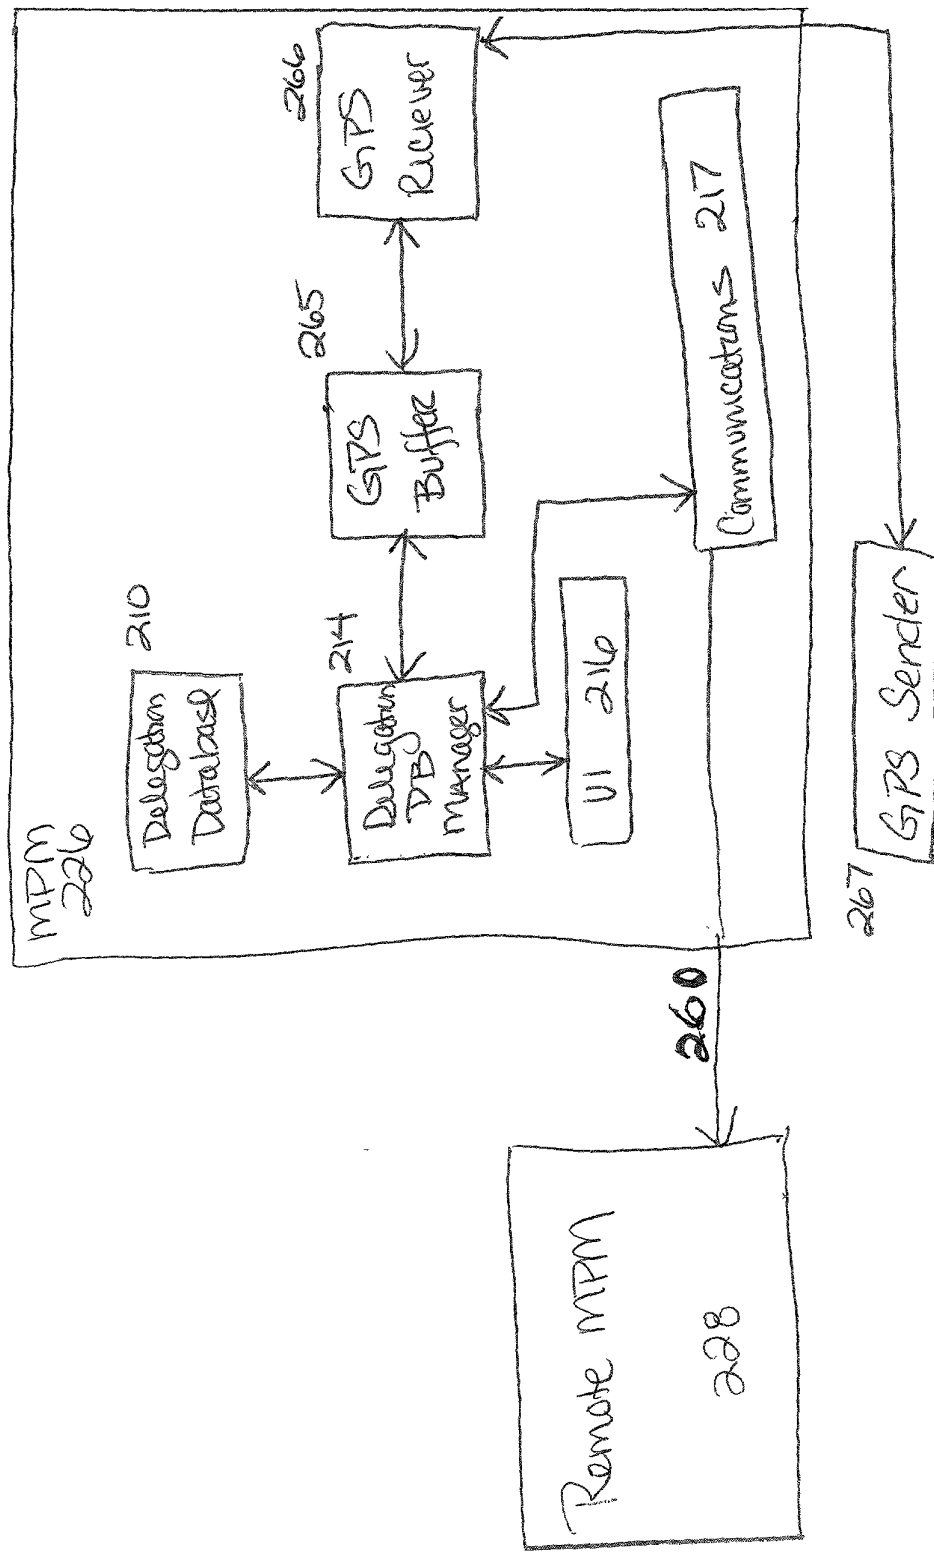 MPM
226
Delegation
Database
210
Delegation
DB
MANager
214
GPS
Buffer
265
GPS
Reciever
266
UI 216
Communications 217
260
Remote MPM
228
267
GPS Sender